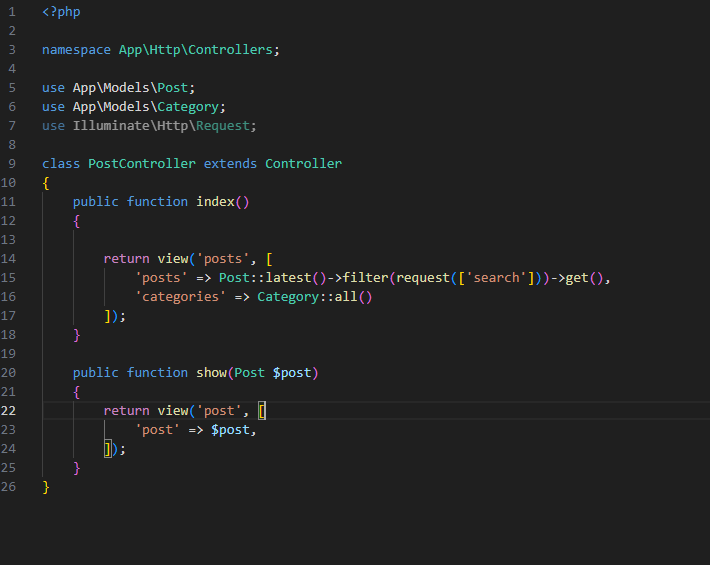 1 <?php
2
3 namespace App\Http\Controllers;
4
5 use App\Models\Post;
6 use App\Models\Category;
7 use Illuminate\Http\Request;
8
9 class PostController extends Controller
10 {
11     public function index()
12     {
13
14         return view('posts', [
15             'posts' => Post::latest()->filter(request(['search']))->get(),
16             'categories' => Category::all()
17         ]);
18     }
19
20     public function show(Post $post)
21     {
22         return view('post', [
23             'post' => $post,
24         ]);
25     }
26 }